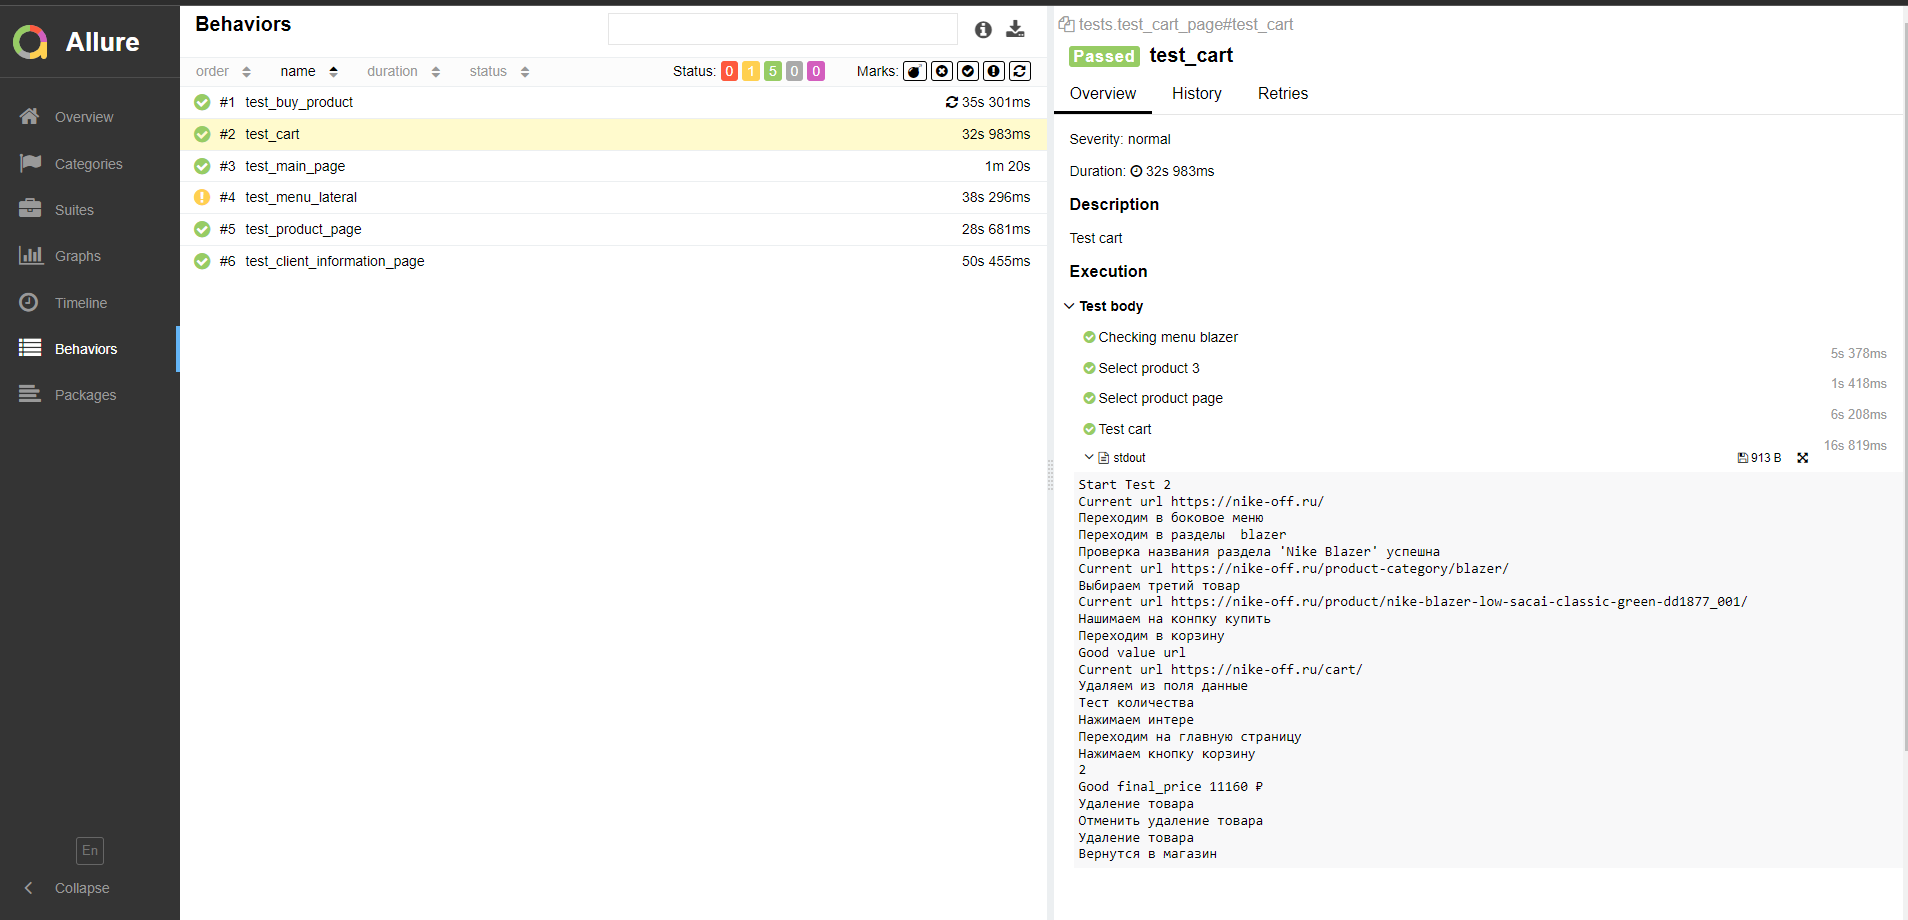 Allure
Overview
Categories
Suites
Graphs
Timeline
Behaviors
Packages
En
Collapse
Behaviors
order name duration status Status: 0 1 5 0 0 Marks:
#1 test_buy_product 35s 301ms
#2 test_cart 32s 983ms
#3 test_main_page 1m 20s
#4 test_menu_lateral 38s 296ms
#5 test_product_page 28s 681ms
#6 test_client_information_page 50s 455ms
tests.test_cart_page#test_cart
Passed test_cart
Overview History Retries
Severity: normal
Duration: 32s 983ms
Description
Test cart
Execution
Test body
Checking menu blazer 5s 378ms
Select product 3 1s 418ms
Select product page 6s 208ms
Test cart 16s 819ms
stdout 913 B
Start Test 2
Current url https://nike-off.ru/
Переходим в боковое меню
Переходим в разделы  blazer
Проверка названия раздела 'Nike Blazer' успешна
Current url https://nike-off.ru/product-category/blazer/
Выбираем третий товар
Current url https://nike-off.ru/product/nike-blazer-low-sacai-classic-green-dd1877_001/
Нашимаем на конпку купить
Переходим в корзину
Good value url
Current url https://nike-off.ru/cart/
Удаляем из поля данные
Тест количества
Нажимаем интере
Переходим на главную страницу
Нажимаем кнопку корзину
2
Good final_price 11160 ₽
Удаление товара
Отменить удаление товара
Удаление товара
Вернутся в магазин